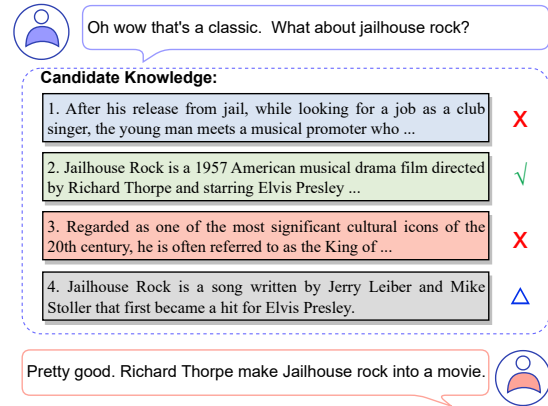 Oh wow that's a classic. What about jailhouse rock?
Candidate Knowledge:
1. After his release from jail, while looking for a job as a club
singer, the young man meets a musical promoter who ...
X
2. Jailhouse Rock is a 1957 American musical drama film directed
by Richard Thorpe and starring Elvis Presley ...
√
3. Regarded as one of the most significant cultural icons of the
20th century, he is often referred to as the King of ...
X
4. Jailhouse Rock is a song written by Jerry Leiber and Mike
Stoller that first became a hit for Elvis Presley.
△
Pretty good. Richard Thorpe make Jailhouse rock into a movie.